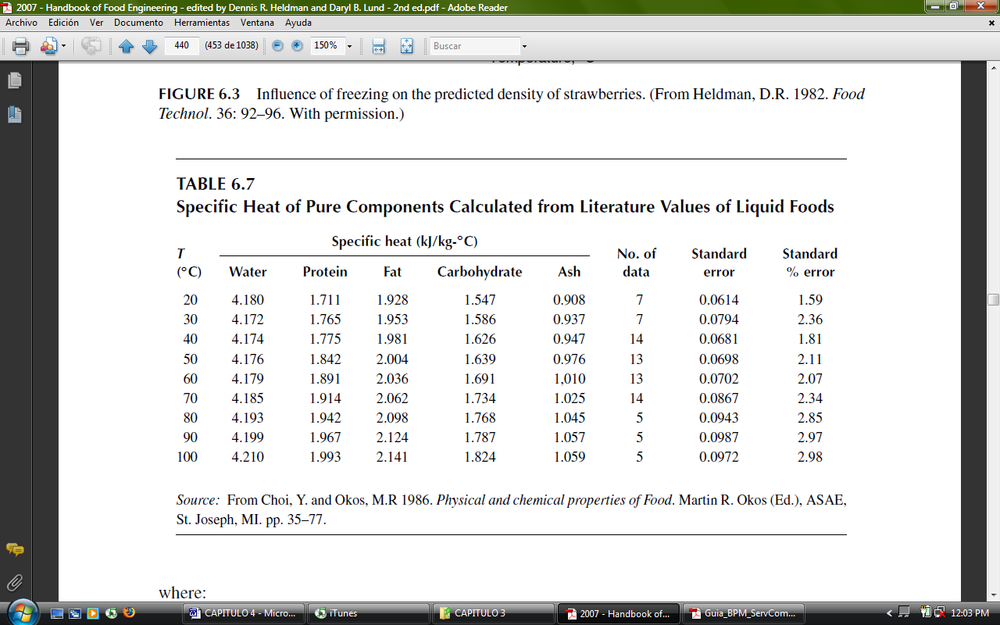 2007 - Handbook of Food Engineering - edited by Dennis R. Heldman and Daryl B. Lund - 2nd ed.pdf - Adobe Reader
Archivo Edición Ver Documento Herramientas Ventana Ayuda
440 (453 de 1038) 150% Buscar
FIGURE 6.3 Influence of freezing on the predicted density of strawberries. (From Heldman, D.R. 1982. Food
Technol. 36: 92–96. With permission.)
TABLE 6.7
Specific Heat of Pure Components Calculated from Literature Values of Liquid Foods
Specific heat (kJ/kg-°C)
T No. of Standard Standard
(°C) Water Protein Fat Carbohydrate Ash data error % error
20 4.180 1.711 1.928 1.547 0.908 7 0.0614 1.59
30 4.172 1.765 1.953 1.586 0.937 7 0.0794 2.36
40 4.174 1.775 1.981 1.626 0.947 14 0.0681 1.81
50 4.176 1.842 2.004 1.639 0.976 13 0.0698 2.11
60 4.179 1.891 2.036 1.691 1,010 13 0.0702 2.07
70 4.185 1.914 2.062 1.734 1.025 14 0.0867 2.34
80 4.193 1.942 2.098 1.768 1.045 5 0.0943 2.85
90 4.199 1.967 2.124 1.787 1.057 5 0.0987 2.97
100 4.210 1.993 2.141 1.824 1.059 5 0.0972 2.98
Source: From Choi, Y. and Okos, M.R 1986. Physical and chemical properties of Food. Martin R. Okos (Ed.), ASAE,
St. Joseph, MI. pp. 35–77.
where:
CAPITULO 4 - Micro... iTunes CAPITULO 3 2007 - Handbook of... Guia_BPM_ServCom... 12:03 PM